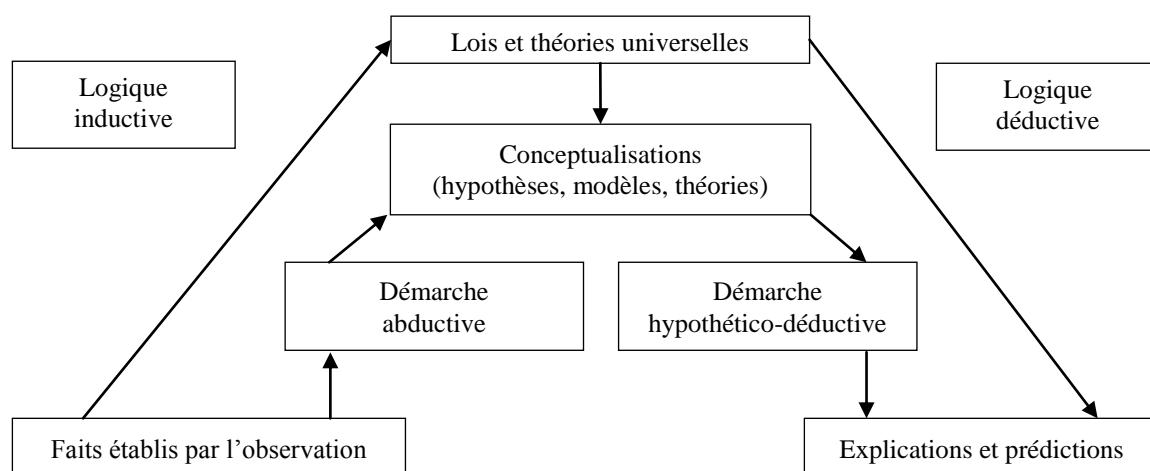 Lois et théories universelles
Logique
inductive
Logique
déductive
Conceptualisations
(hypothèses, modèles, théories)
Démarche
abductive
Démarche
hypothético-déductive
Faits établis par l’observation
Explications et prédictions